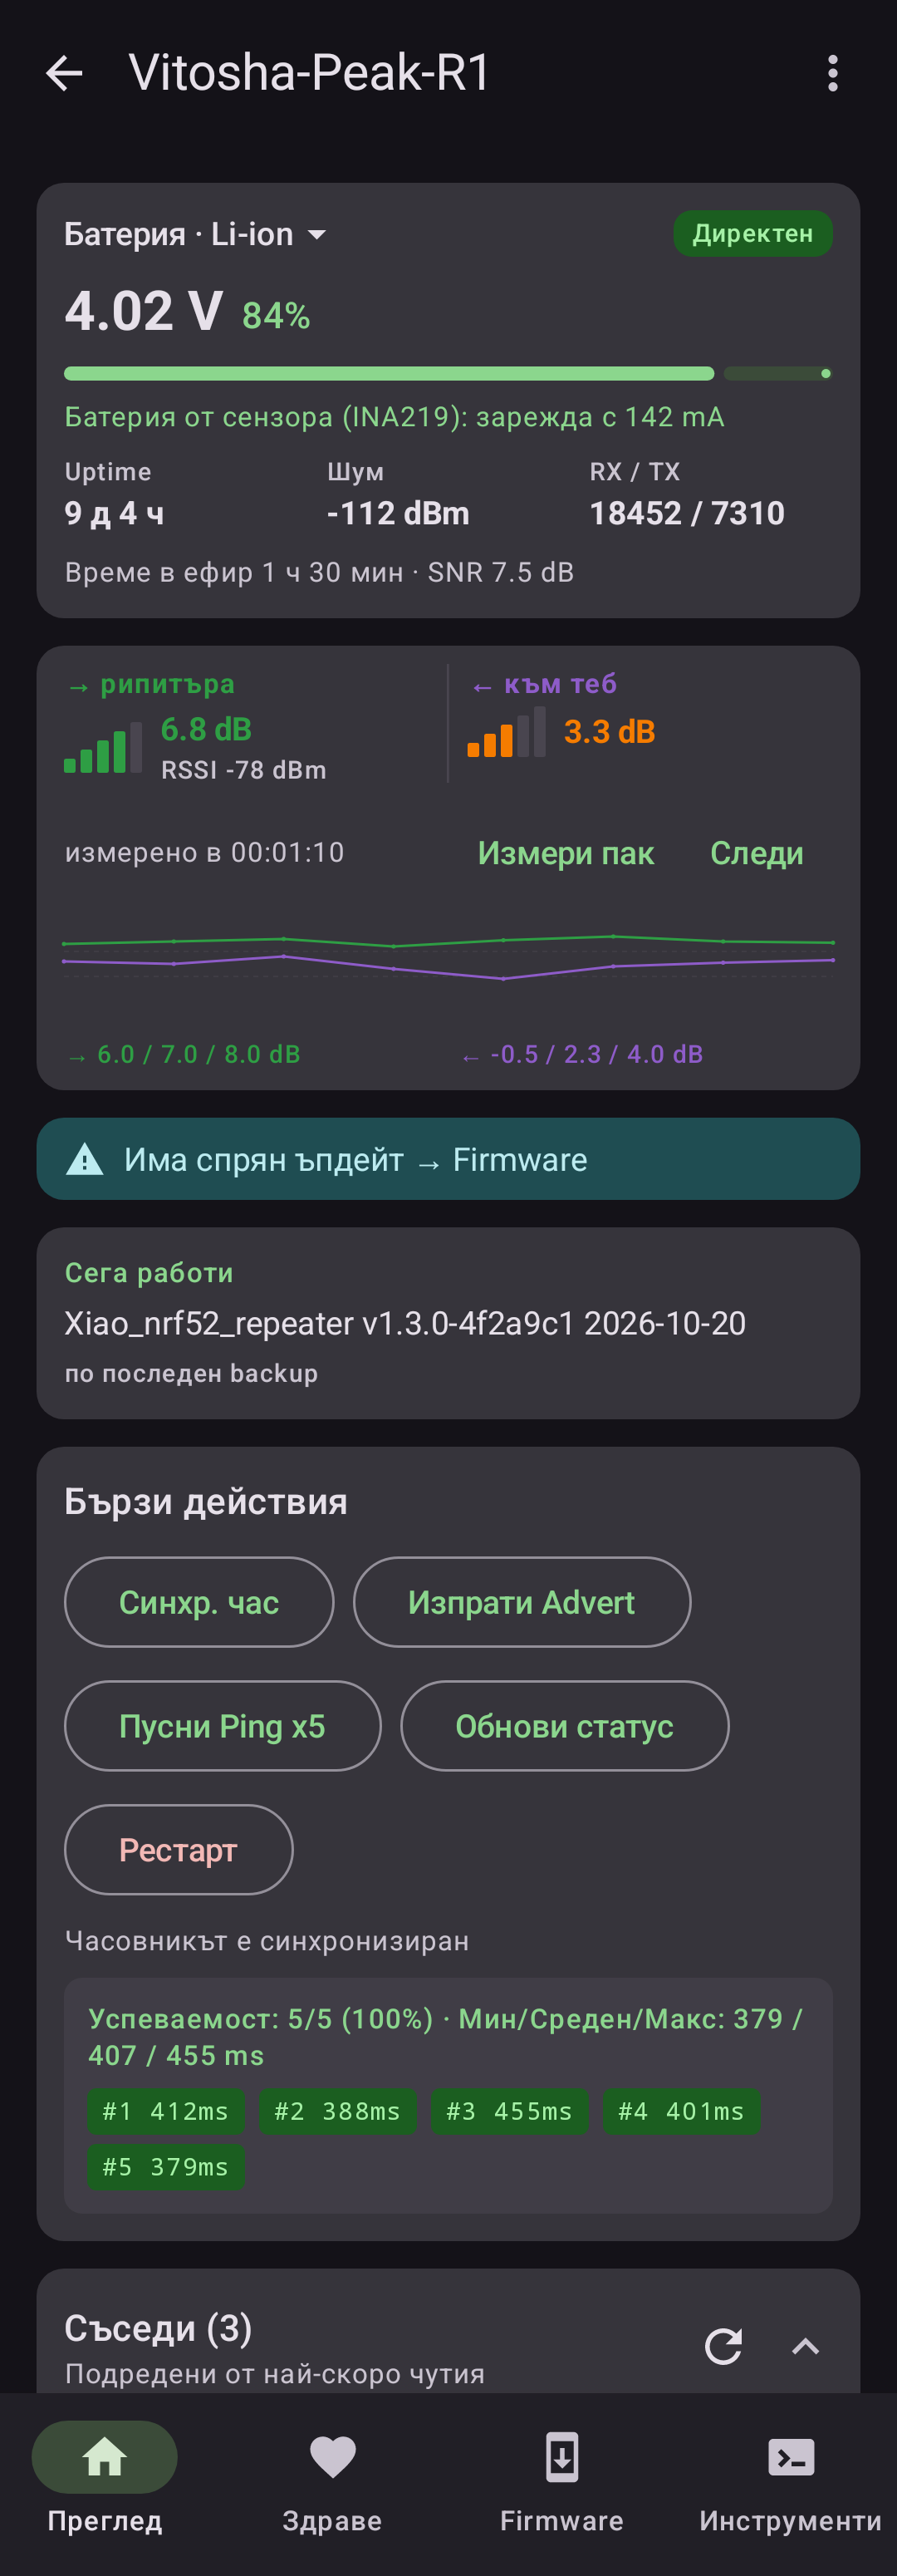 Vitosha-Peak-R1
Батерия · Li-ion
Директен
4.02 V 84%
Батерия от сензора (INA219): зарежда с 142 mA
Uptime Шум RX / TX
9 д 4 ч -112 dBm 18452 / 7310
Време в ефир 1 ч 30 мин · SNR 7.5 dB
→ рипитъра
6.8 dB
RSSI -78 dBm
← към теб
3.3 dB
измерено в 00:01:10
Измери пак Следи
→ 6.0 / 7.0 / 8.0 dB ← -0.5 / 2.3 / 4.0 dB
Има спрян ъпдейт → Firmware
Сега работи
Xiao_nrf52_repeater v1.3.0-4f2a9c1 2026-10-20
по последен backup
Бързи действия
Синхр. час Изпрати Advert
Пусни Ping x5 Обнови статус
Рестарт
Часовникът е синхронизиран
Успеваемост: 5/5 (100%) · Мин/Среден/Макс: 379 /
407 / 455 ms
#1 412ms #2 388ms #3 455ms #4 401ms
#5 379ms
Съседи (3)
Подредени от най-скоро чутия
Преглед Здраве Firmware Инструменти